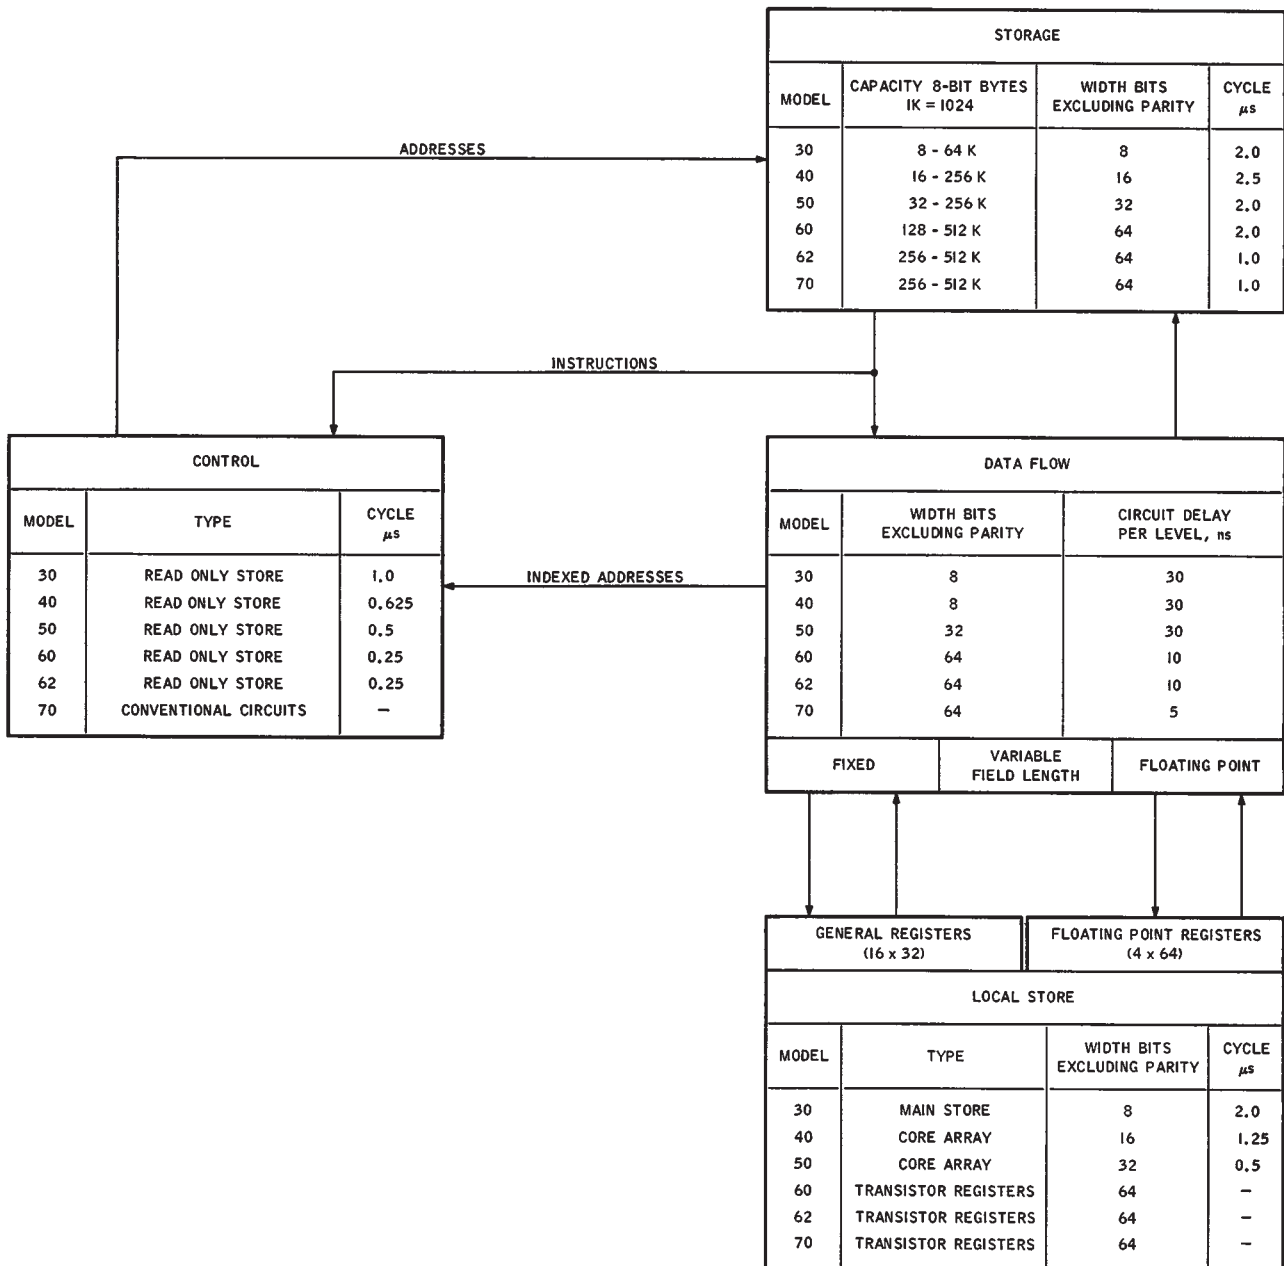 STORAGE
MODEL CAPACITY 8-BIT BYTES 1K = 1024 WIDTH BITS EXCLUDING PARITY CYCLE μs
30 8 - 64 K 8 2.0
40 16 - 256 K 16 2.5
50 32 - 256 K 32 2.0
60 128 - 512 K 64 2.0
62 256 - 512 K 64 1.0
70 256 - 512 K 64 1.0
ADDRESSES
INSTRUCTIONS
CONTROL
MODEL TYPE CYCLE μs
30 READ ONLY STORE 1.0
40 READ ONLY STORE 0.625
50 READ ONLY STORE 0.5
60 READ ONLY STORE 0.25
62 READ ONLY STORE 0.25
70 CONVENTIONAL CIRCUITS –
INDEXED ADDRESSES
DATA FLOW
MODEL WIDTH BITS EXCLUDING PARITY CIRCUIT DELAY PER LEVEL, ns
30 8 30
40 8 30
50 32 30
60 64 10
62 64 10
70 64 5
FIXED VARIABLE FIELD LENGTH FLOATING POINT
GENERAL REGISTERS (16 x 32) FLOATING POINT REGISTERS (4 x 64)
LOCAL STORE
MODEL TYPE WIDTH BITS EXCLUDING PARITY CYCLE μs
30 MAIN STORE 8 2.0
40 CORE ARRAY 16 1.25
50 CORE ARRAY 32 0.5
60 TRANSISTOR REGISTERS 64 –
62 TRANSISTOR REGISTERS 64 –
70 TRANSISTOR REGISTERS 64 –